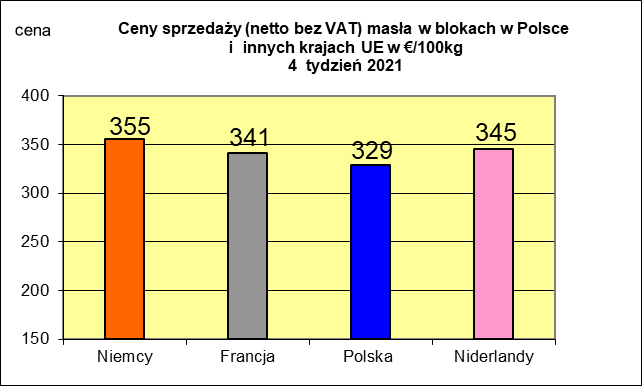 cena
Ceny sprzedaży (netto bez VAT) masła w blokach w Polsce
i innych krajach UE w €/100kg
4 tydzień 2021
400
350
300
250
200
150
355
341
329
345
Niemcy
Francja
Polska
Niderlandy